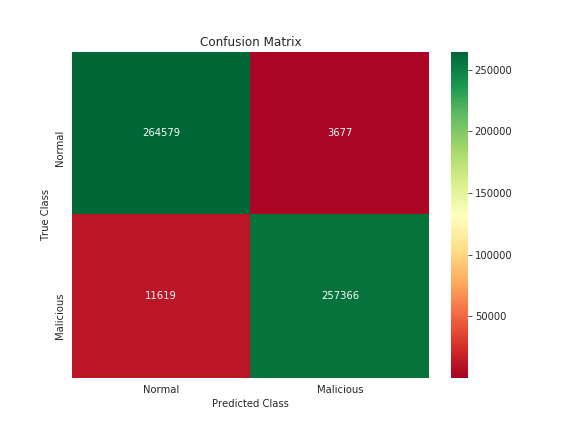 Confusion Matrix
True Class
Normal
264579
3677
Malicious
11619
257366
Normal
Malicious
Predicted Class
250000
200000
150000
100000
50000